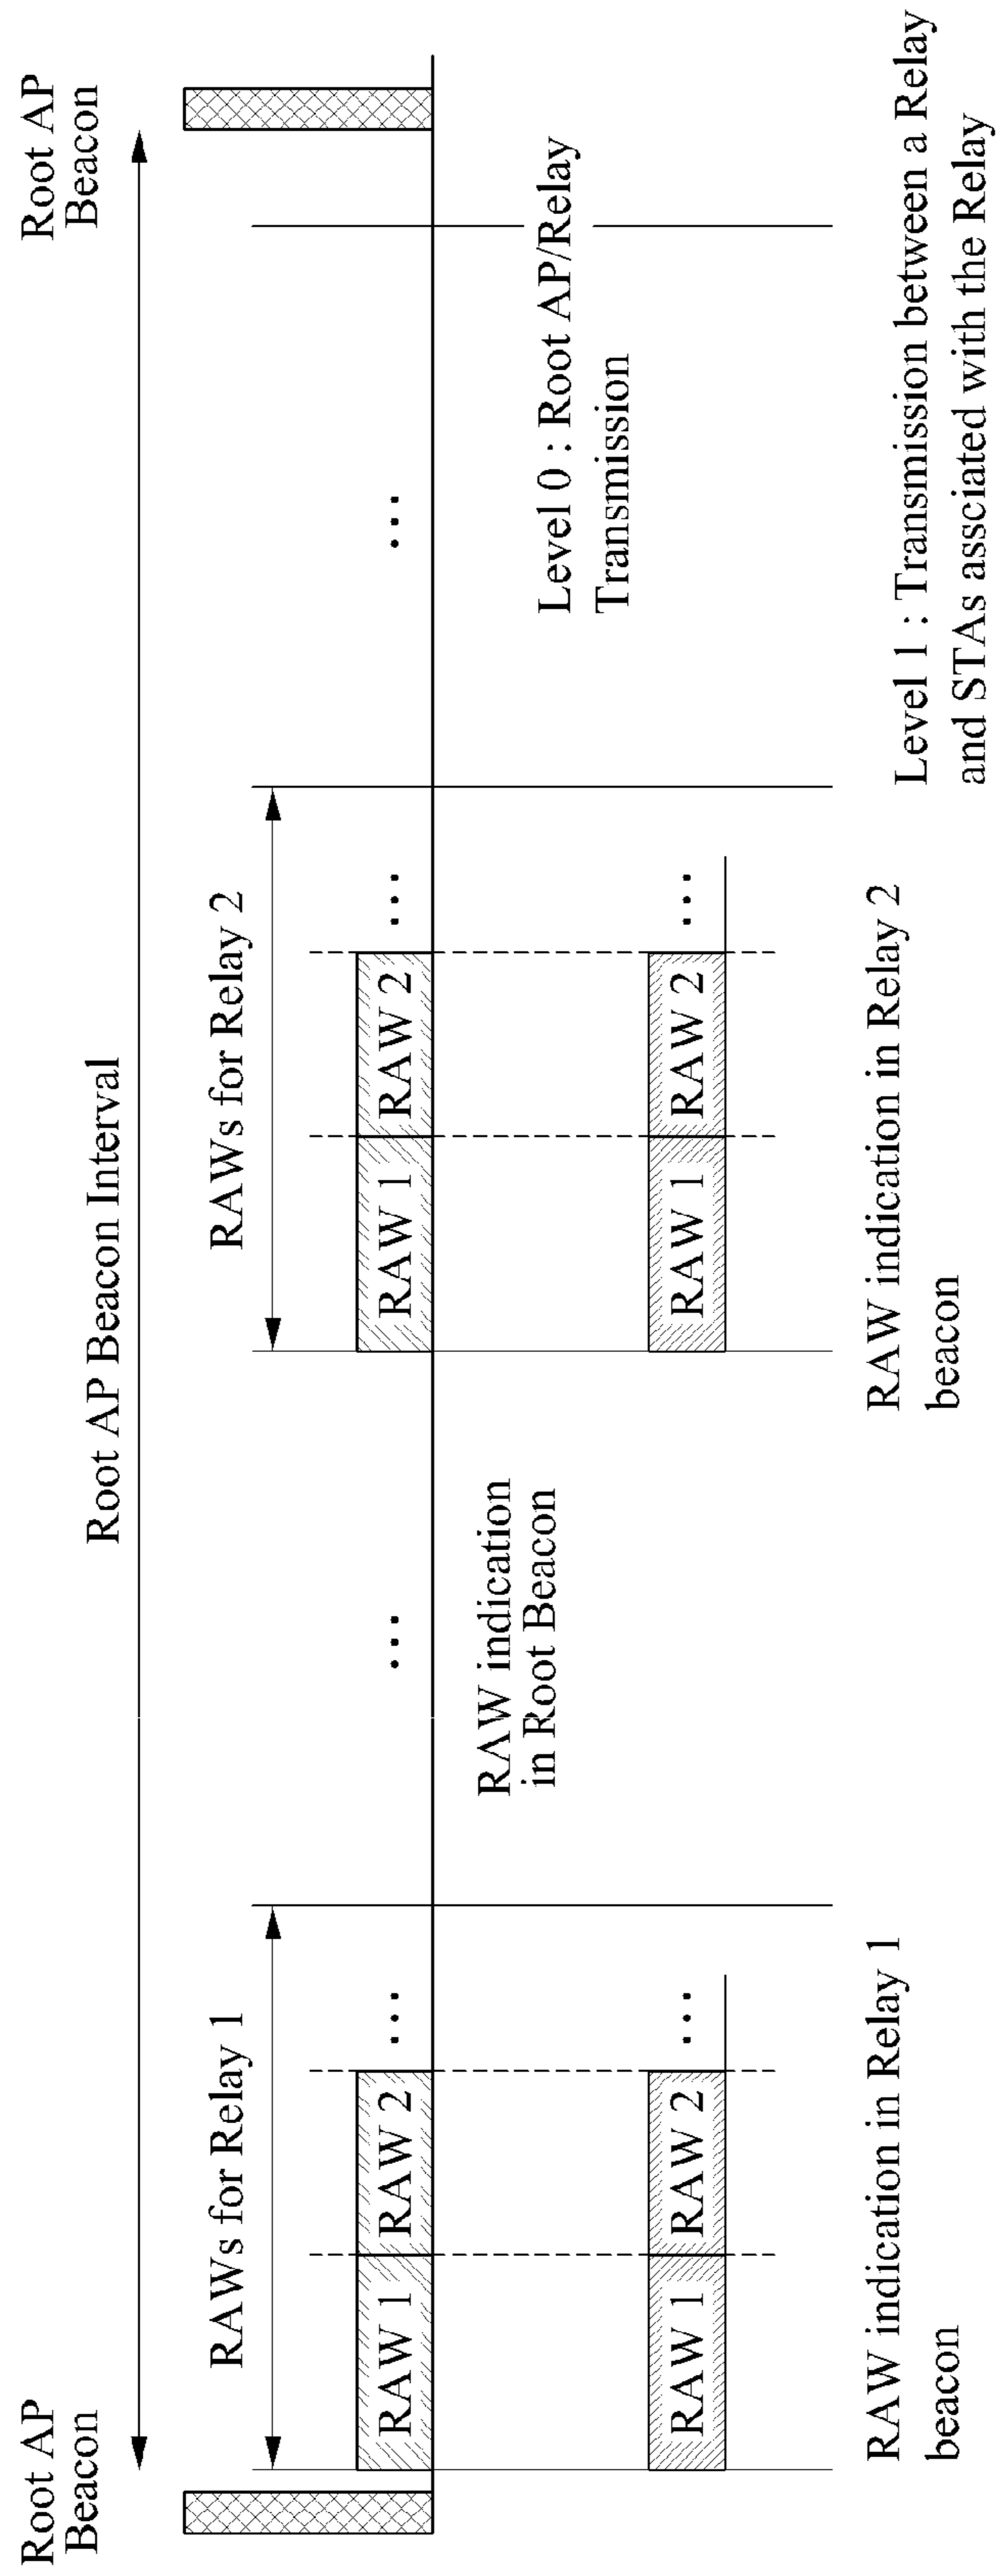 Root AP
Beacon
Root AP
Beacon
Root AP Beacon Interval
RAWs for Relay 1
RAWs for Relay 2
RAW 1
RAW 2
...
...
RAW 1
RAW 2
...
...
RAW indication
in Root Beacon
Level 0 : Root AP/Relay
Transmission
RAW 1
RAW 2
...
RAW 1
RAW 2
...
RAW indication in Relay 1
beacon
RAW indication in Relay 2
beacon
Level 1 : Transmission between a Relay
and STAs assciated with the Relay